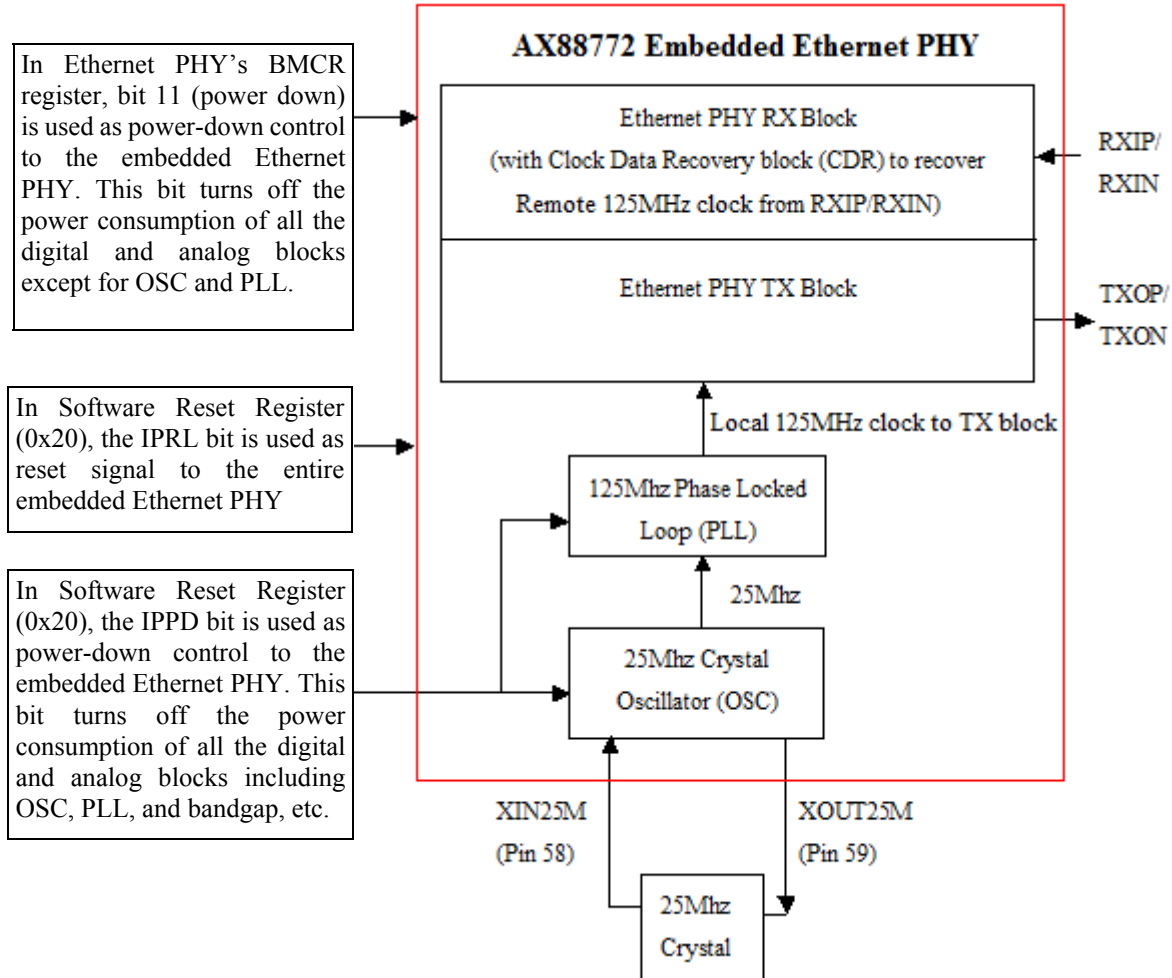 AX88772 Embedded Ethernet PHY
In Ethernet PHY's BMCR
register, bit 11 (power down)
is used as power-down control
to the embedded Ethernet
PHY. This bit turns off the
power consumption of all the
digital and analog blocks
except for OSC and PLL.
Ethernet PHY RX Block
(with Clock Data Recovery block (CDR) to recover
Remote 125MHz clock from RXIP/RXIN)
RXIP/
RXIN
Ethernet PHY TX Block
TXOP/
TXON
In Software Reset Register
(0x20), the IPRL bit is used as
reset signal to the entire
embedded Ethernet PHY
Local 125MHz clock to TX block
125Mhz Phase Locked
Loop (PLL)
25Mhz
In Software Reset Register
(0x20), the IPPD bit is used as
power-down control to the
embedded Ethernet PHY. This
bit turns off the power
consumption of all the digital
and analog blocks including
OSC, PLL, and bandgap, etc.
25Mhz Crystal
Oscillator (OSC)
XIN25M
(Pin 58)
XOUT25M
(Pin 59)
25Mhz
Crystal